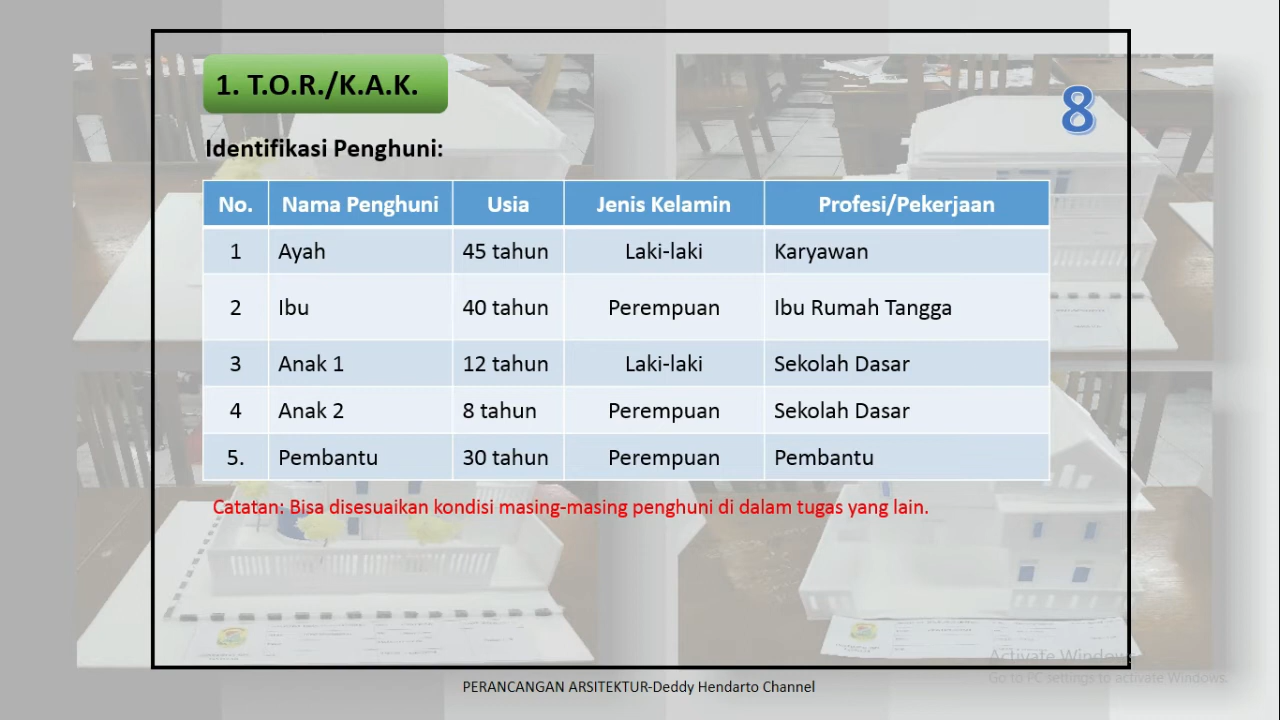 1. T.O.R./K.A.K.
8
Identifikasi Penghuni:
No. Nama Penghuni Usia Jenis Kelamin Profesi/Pekerjaan
1 Ayah 45 tahun Laki-laki Karyawan
2 Ibu 40 tahun Perempuan Ibu Rumah Tangga
3 Anak 1 12 tahun Laki-laki Sekolah Dasar
4 Anak 2 8 tahun Perempuan Sekolah Dasar
5. Pembantu 30 tahun Perempuan Pembantu
Catatan: Bisa disesuaikan kondisi masing-masing penghuni di dalam tugas yang lain.
Activate Windows
Go to PC settings to activate Windows.
PERANCANGAN ARSITEKTUR-Deddy Hendarto Channel